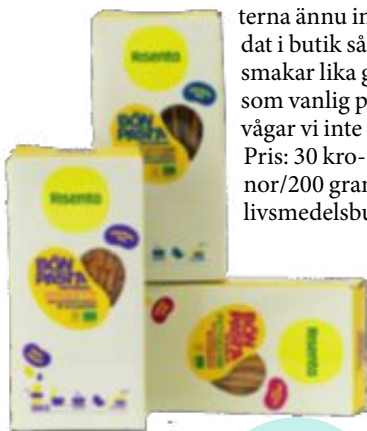 terna ännu in
dat i butik så
smakar lika g
som vanlig p
vågar vi inte
Pris: 30 kro-
nor/200 gran
livsmedelsbu
Risenta
BÖN
PASTA
Risenta
BÖN
PASTA
Risenta
BÖN
PASTA